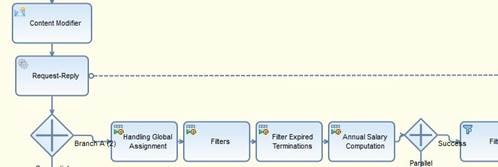 Content Modifier
Request-Reply
Branch A (2)
Handling Global
Assignment
Filters
Filter Expired
Terminations
Annual Salary
Computation
Success
Parallel